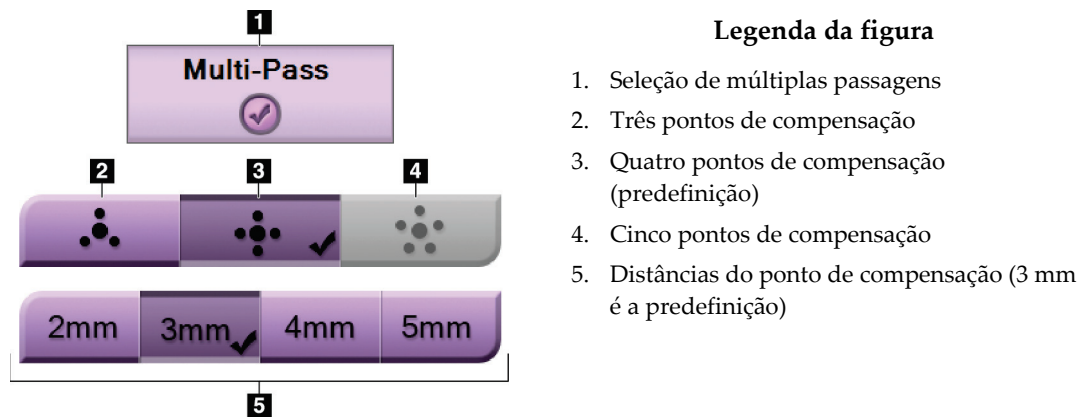 1
Multi-Pass
2
3
4
2mm
3mm
4mm
5mm
5
Legenda da figura
1. Seleção de múltiplas passagens
2. Três pontos de compensação
3. Quatro pontos de compensação
(predefinição)
4. Cinco pontos de compensação
5. Distâncias do ponto de compensação (3 mm
é a predefinição)